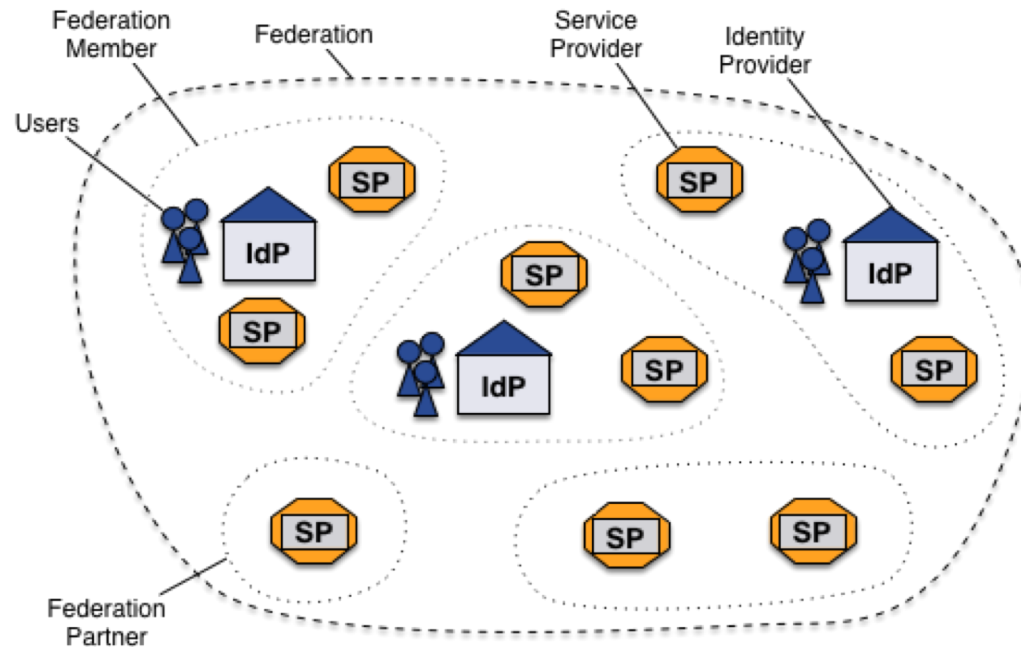 Federation
Member
Federation
Service
Provider
Identity
Provider
Users
SP
SP
IdP
SP
IdP
SP
SP
IdP
SP
SP
SP
SP
SP
Federation
Partner